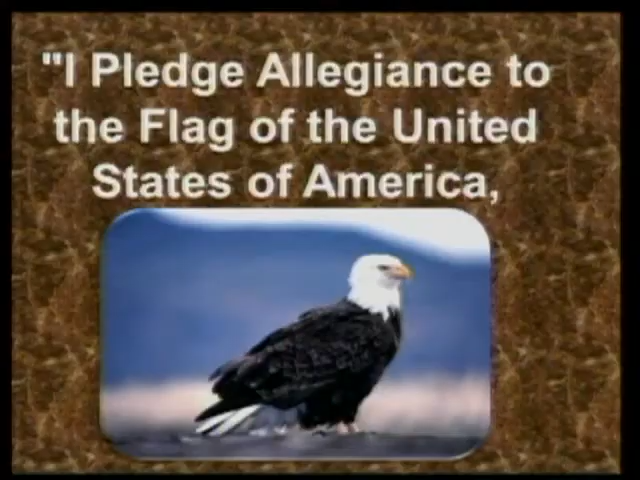 "I Pledge Allegiance to
the Flag of the United
States of America,